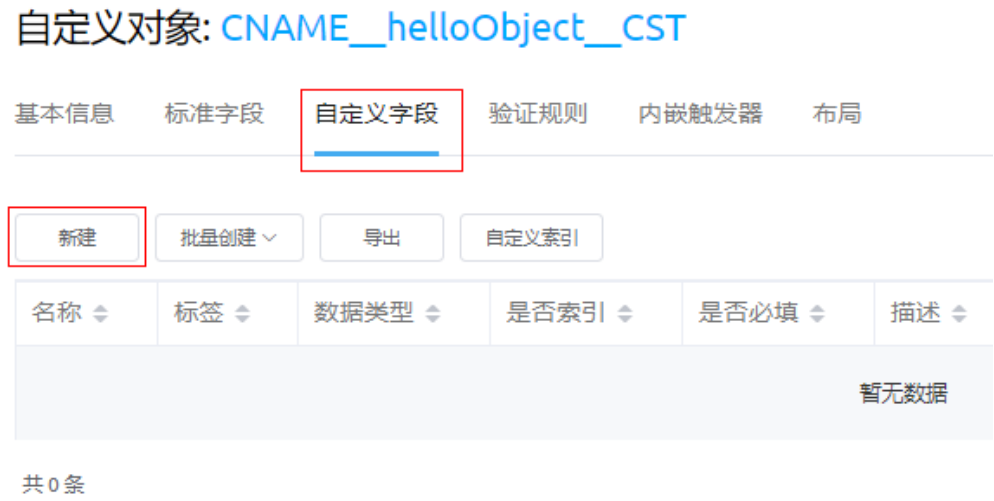 自定义对象: CNAME__helloObject__CST
基本信息 标准字段 自定义字段 验证规则 内嵌触发器 布局
新建 批量创建 导出 自定义索引
名称 标签 数据类型 是否索引 是否必填 描述
暂无数据
共0条